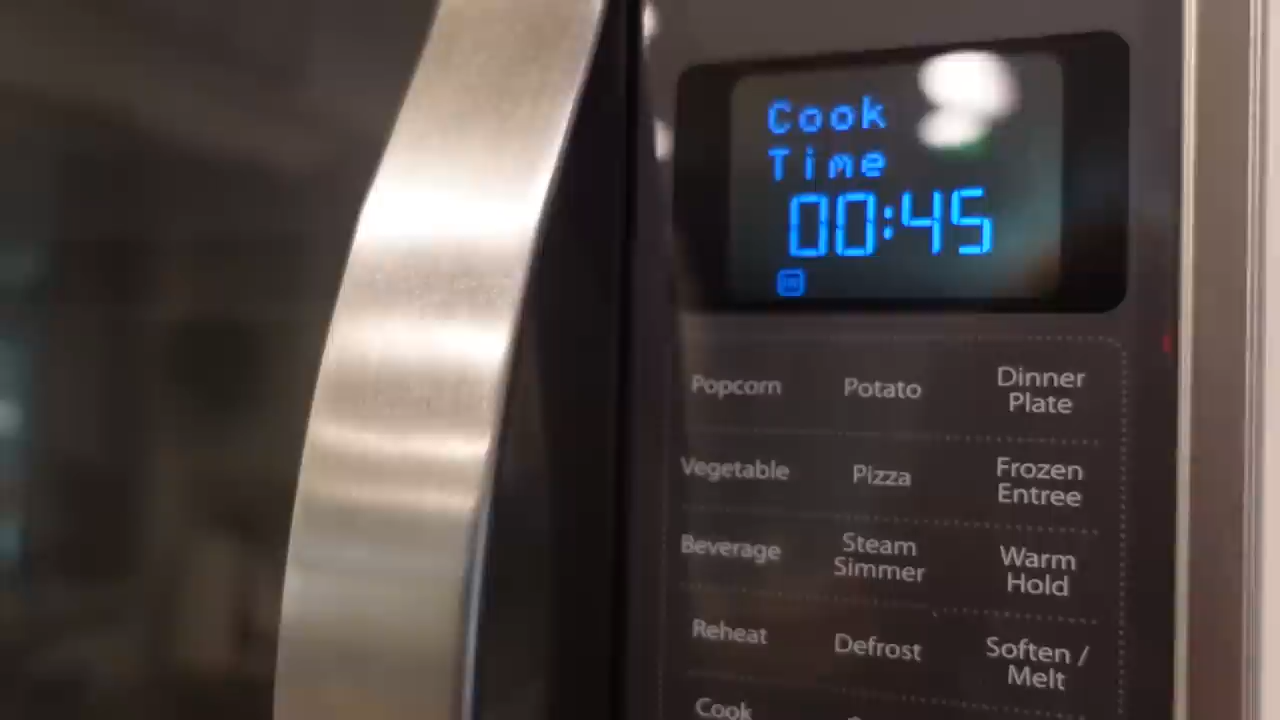 Cook
Time
00:45
Popcorn
Potato
Dinner
Plate
Vegetable
Pizza
Frozen
Entree
Beverage
Steam
Simmer
Warm
Hold
Reheat
Defrost
Soften /
Melt
Cook